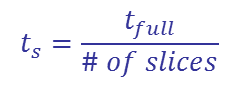 t_s = t_full / # of slices